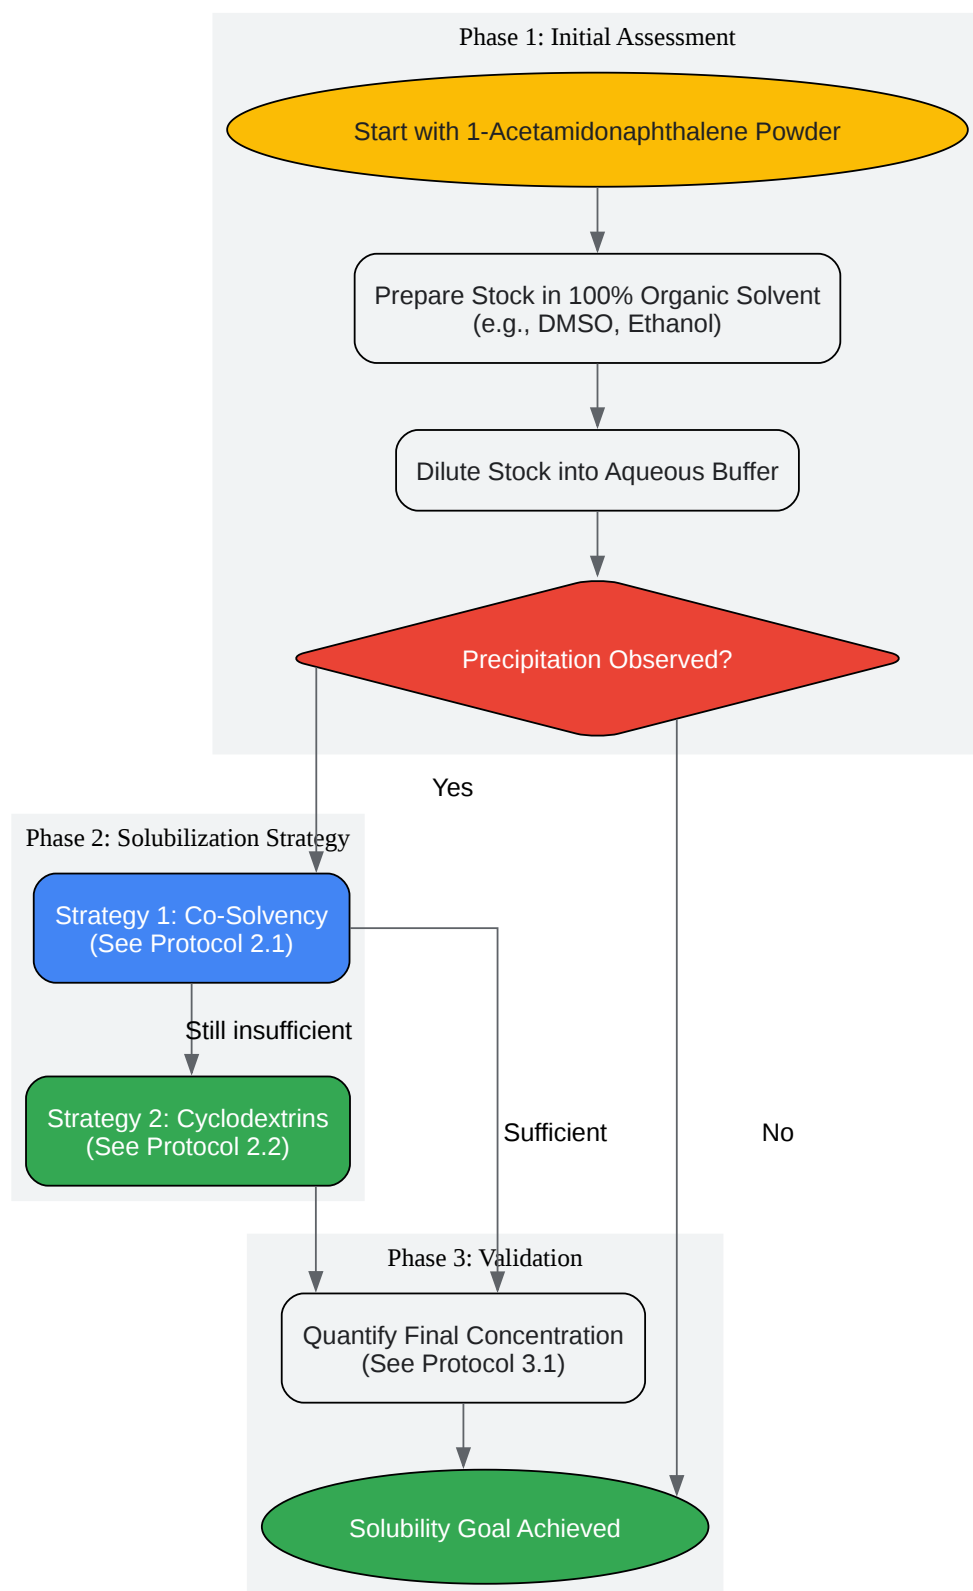 Phase 1: Initial Assessment
Start with 1-Acetamidonaphthalene Powder
Prepare Stock in 100% Organic Solvent
(e.g., DMSO, Ethanol)
Dilute Stock into Aqueous Buffer
Precipitation Observed?
Yes
Phase 2: Solubilization Strategy
Strategy 1: Co-Solvency
(See Protocol 2.1)
Still insufficient
Strategy 2: Cyclodextrins
(See Protocol 2.2)
Sufficient
No
Phase 3: Validation
Quantify Final Concentration
(See Protocol 3.1)
Solubility Goal Achieved